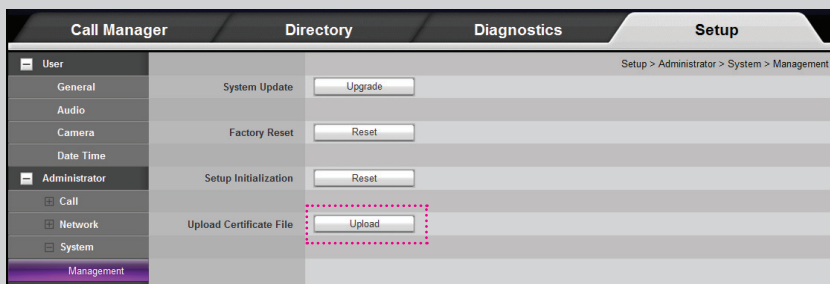 Call Manager Directory Diagnostics Setup
User Setup > Administrator > System > Management
General System Update Upgrade
Audio
Camera Factory Reset Reset
Date Time
Administrator Setup Initialization Reset
Call
Network Upload Certificate File Upload
System
Management